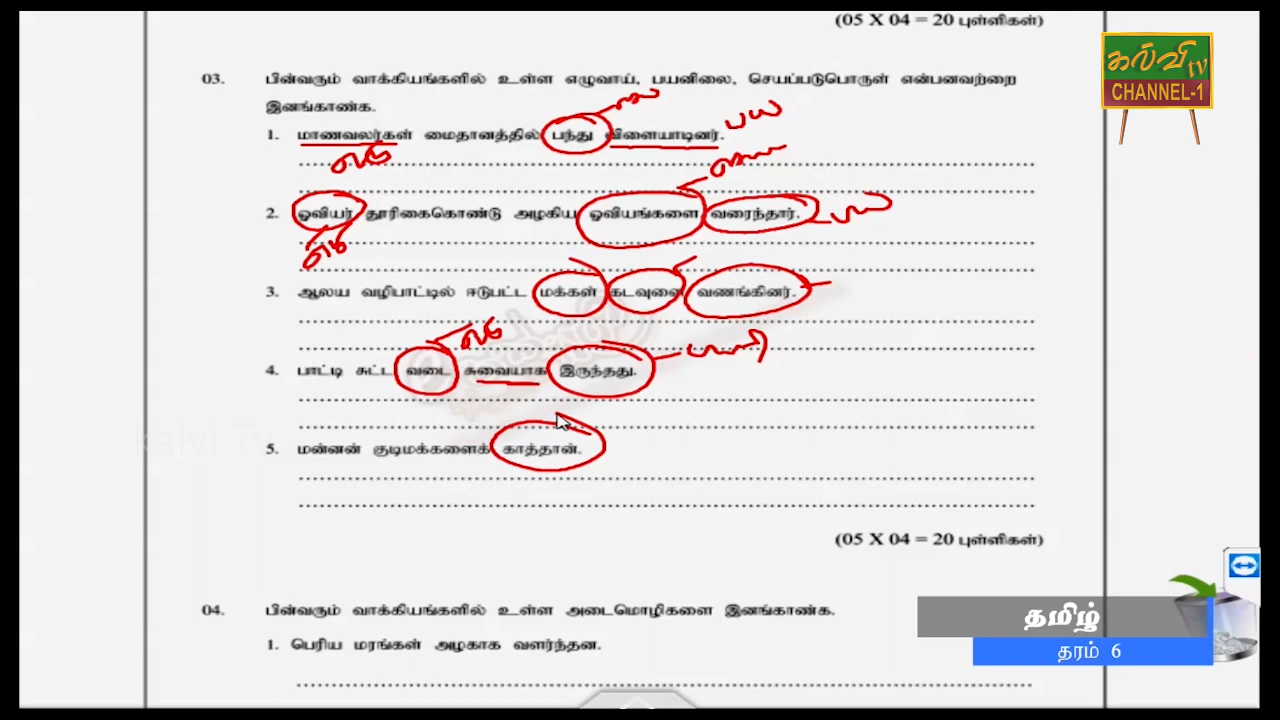 (05 X 04 = 20 புள்ளிகள்)
கல்வி tv
CHANNEL-1
03. பின்வரும் வாக்கியங்களில் உள்ள எழுவாய், பயனிலை, செயப்படுபொருள் என்பனவற்றை
இனங்காண்க.
1. மாணவலர்கள் மைதானத்தில் பந்து விளையாடினர்.
2. ஓவியர் தூரிகைகொண்டு அழகிய ஓவியங்களை வரைந்தார்.
3. ஆலய வழிபாட்டில் ஈடுபட்ட மக்கள் கடவுளை வணங்கினர்.
4. பாட்டி சுட்ட வடை சுவையாக இருந்தது.
5. மன்னன் குடிமக்களைக் காத்தான்.
(05 X 04 = 20 புள்ளிகள்)
04. பின்வரும் வாக்கியங்களில் உள்ள அடைமொழிகளை இனங்காண்க.
1. பெரிய மரங்கள் அழகாக வளர்ந்தன.
தமிழ்
தரம் 6